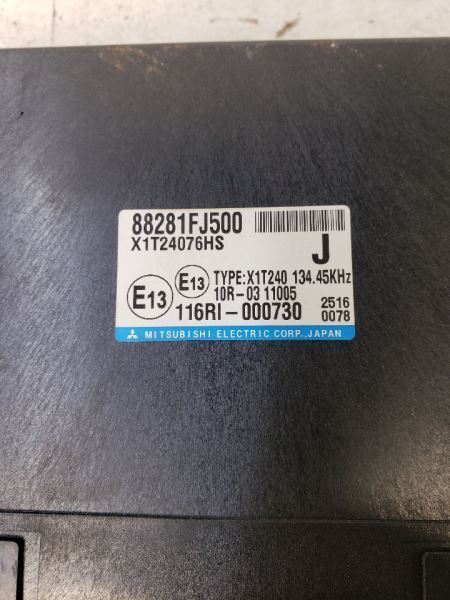 88281FJ500
X1T24076HS
J
E13
E13
TYPE:X1T240 134.45KHz
10R-03 11005
116RI-000730
2516
0078
MITSUBISHI ELECTRIC CORP.,JAPAN